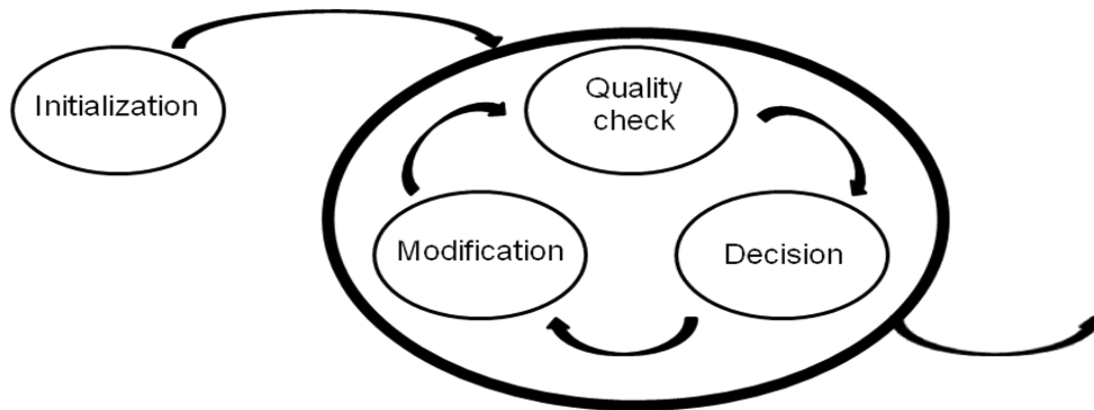 Initialization
Quality
check
Modification
Decision